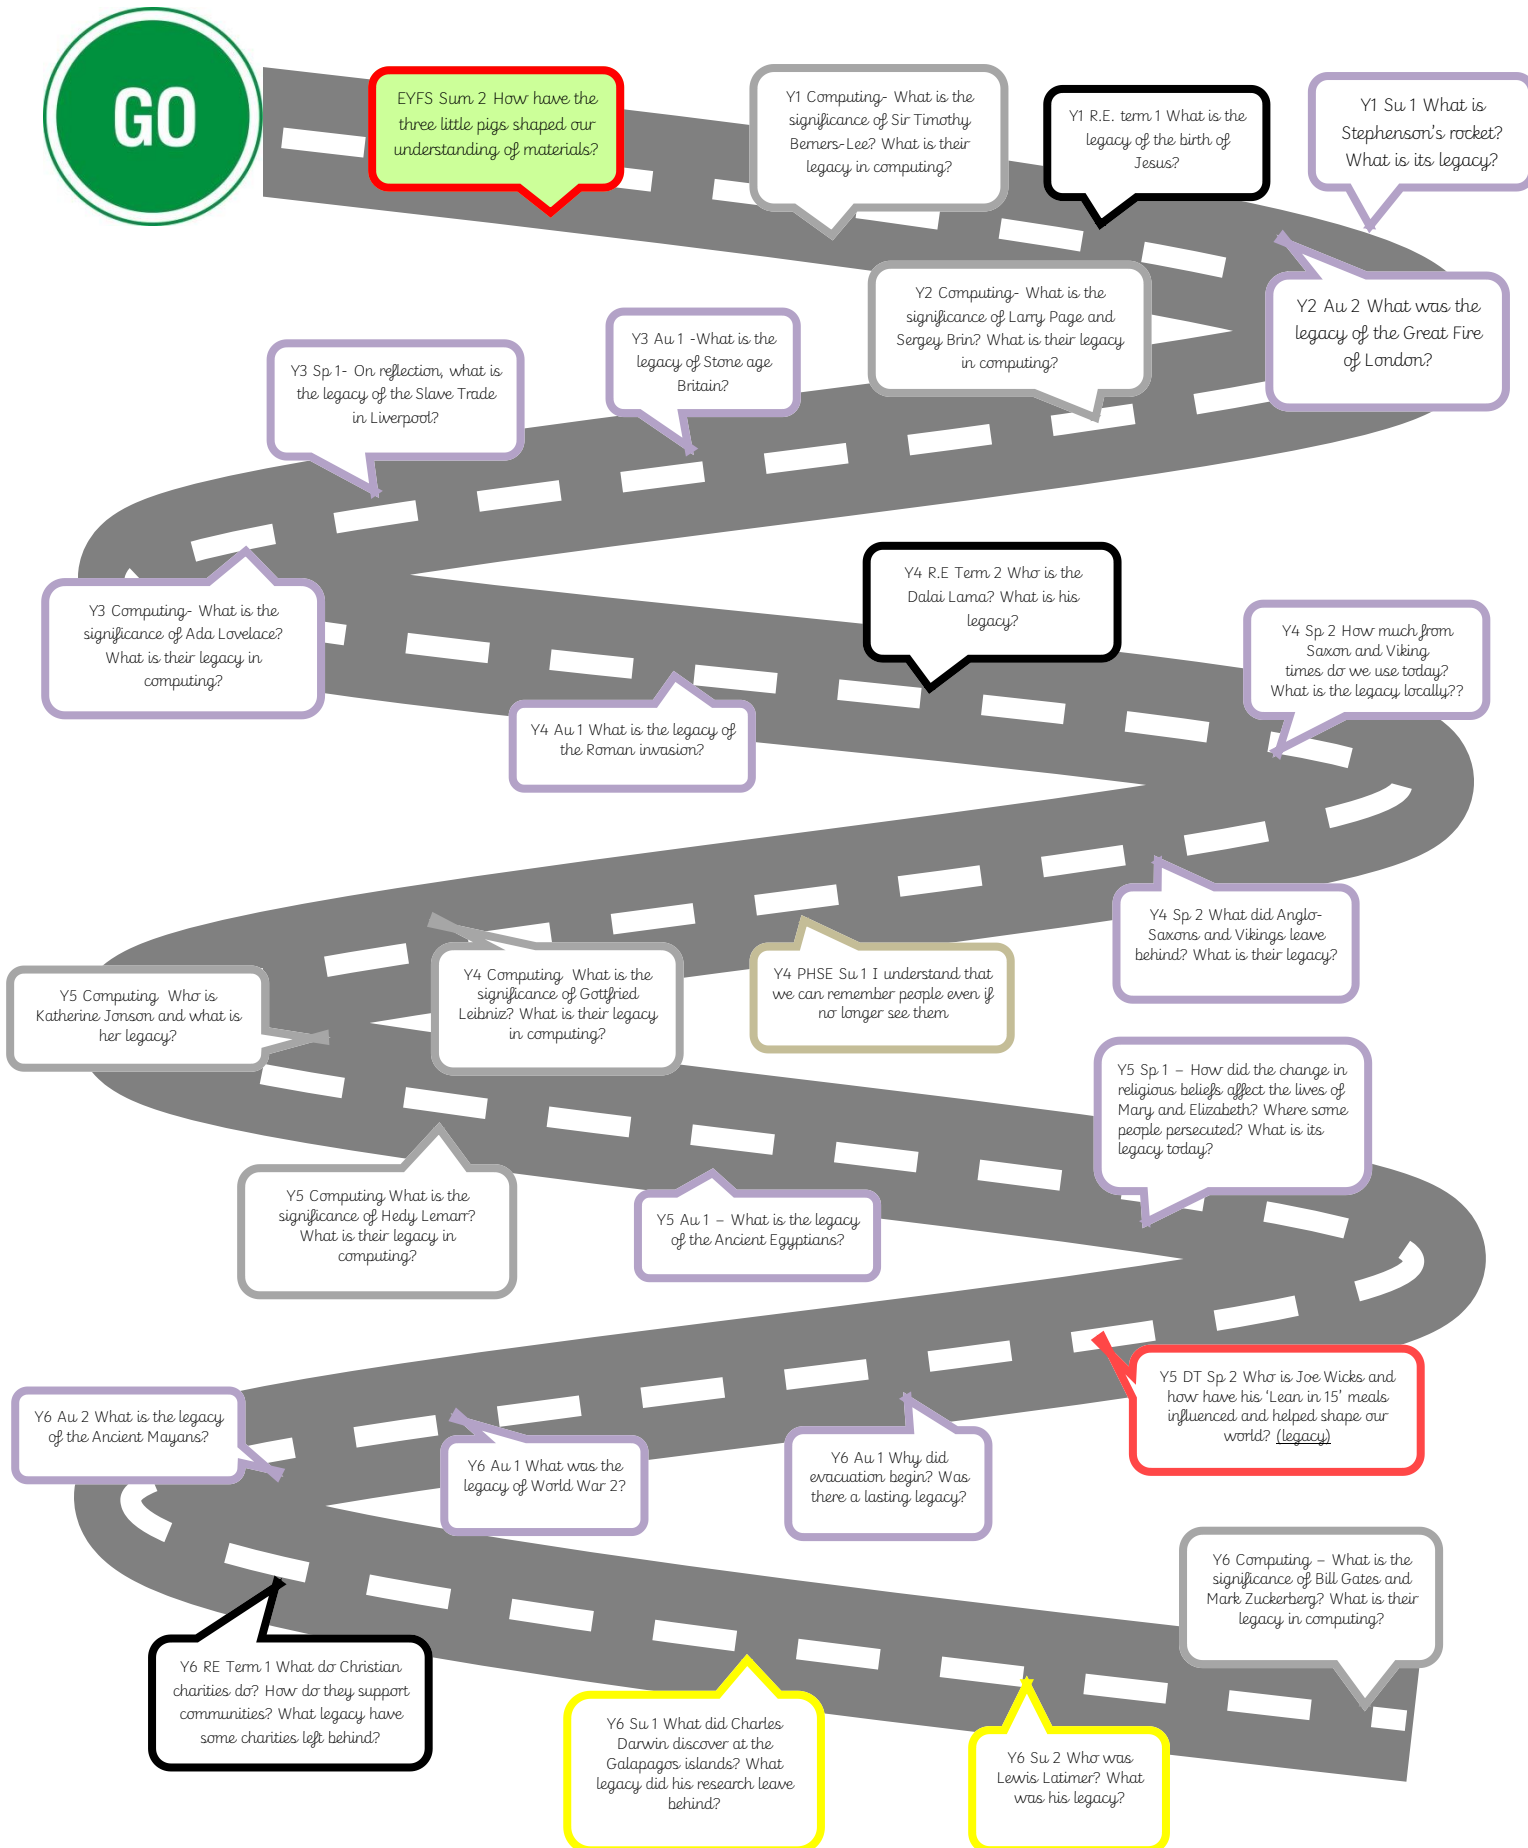 GO
EYFS Sum 2 How have the
three little pigs shaped our
understanding of materials?
Y1 Computing- What is the
significance of Sir Timothy
Berners-Lee? What is their
legacy in computing?
Y1 R.E. term 1 What is the
legacy of the birth of
Jesus?
Y1 Su 1 What is
Stephenson's rocket?
What is its legacy?
Y2 Au 2 What was the
legacy of the Great Fire
of London?
Y2 Computing- What is the
significance of Larry Page and
Sergey Brin? What is their legacy
in computing?
Y3 Au 1 -What is the
legacy of Stone age
Britain?
Y3 Sp 1- On reflection, what is
the legacy of the Slave Trade
in Liverpool?
Y3 Computing- What is the
significance of Ada Lovelace?
What is their legacy in
computing?
Y4 Au 1 What is the legacy of
the Roman invasion?
Y4 R.E Term 2 Who is the
Dalai Lama? What is his
legacy?
Y4 Sp 2 How much from
Saxon and Viking
times do we use today?
What is the legacy locally??
Y4 Sp 2 What did Anglo-
Saxons and Vikings leave
behind? What is their legacy?
Y4 PHSE Su 1 I understand that
we can remember people even if
no longer see them
Y4 Computing What is the
significance of Gottfried
Leibniz? What is their legacy
in computing?
Y5 Computing Who is
Katherine Jonson and what is
her legacy?
Y5 Computing What is the
significance of Hedy Lemarr?
What is their legacy in
computing?
Y5 Au 1 – What is the legacy
of the Ancient Egyptians?
Y5 Sp 1 – How did the change in
religious beliefs affect the lives of
Mary and Elizabeth? Where some
people persecuted? What is its
legacy today?
Y5 DT Sp 2 Who is Joe Wicks and
how have his 'Lean in 15' meals
influenced and helped shape our
world? (legacy)
Y6 Au 1 Why did
evacuation begin? Was
there a lasting legacy?
Y6 Au 1 What was the
legacy of World War 2?
Y6 Au 2 What is the legacy
of the Ancient Mayans?
Y6 RE Term 1 What do Christian
charities do? How do they support
communities? What legacy have
some charities left behind?
Y6 Su 1 What did Charles
Darwin discover at the
Galapagos islands? What
legacy did his research leave
behind?
Y6 Su 2 Who was
Lewis Latimer? What
was his legacy?
Y6 Computing – What is the
significance of Bill Gates and
Mark Zuckerberg? What is their
legacy in computing?